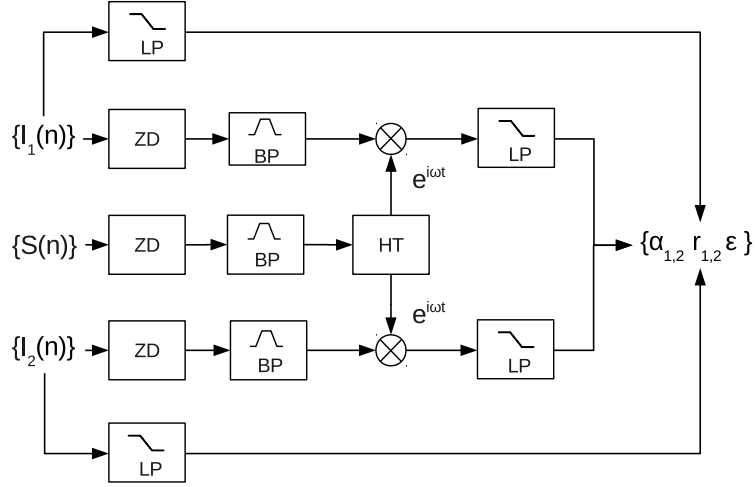 LP
{I1(n)} ZD BP LP
e^iωt
{S(n)} ZD BP HT {α1,2 r1,2 ε }
e^iωt
{I2(n)} ZD BP LP
LP